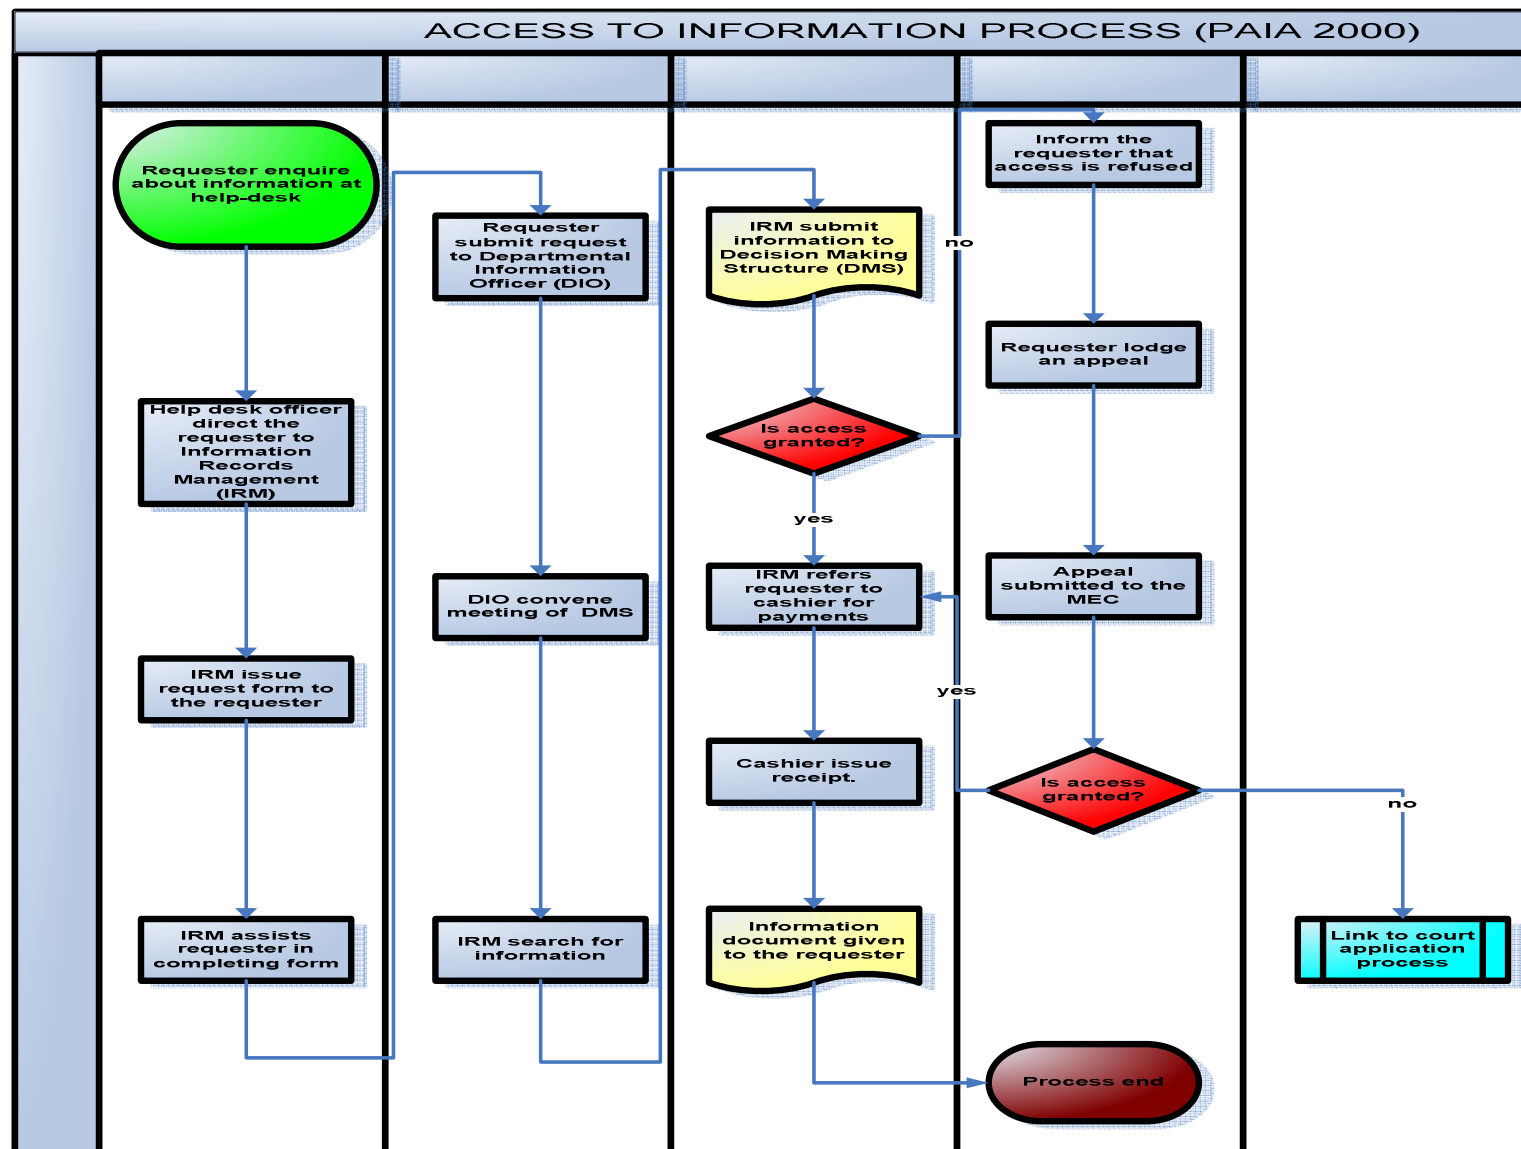 ACCESS TO INFORMATION PROCESS (PAIA 2000)
Requester enquire
about information at
help-desk
Help desk officer
direct the
requester to
Information
Records
Management
(IRM)
IRM issue
request form to
the requester
IRM assists
requester in
completing form
Requester
submit request
to Departmental
Information
Officer (DIO)
DIO convene
meeting of DMS
IRM search for
information
IRM submit
information to
Decision Making
Structure (DMS)
Is access
granted?
no
yes
IRM refers
requester to
cashier for
payments
Cashier issue
receipt.
Information
document given
to the requester
Inform the
requester that
access is refused
Requester lodge
an appeal
Appeal
submitted to the
MEC
yes
Is access
granted?
no
Link to court
application
process
Process end